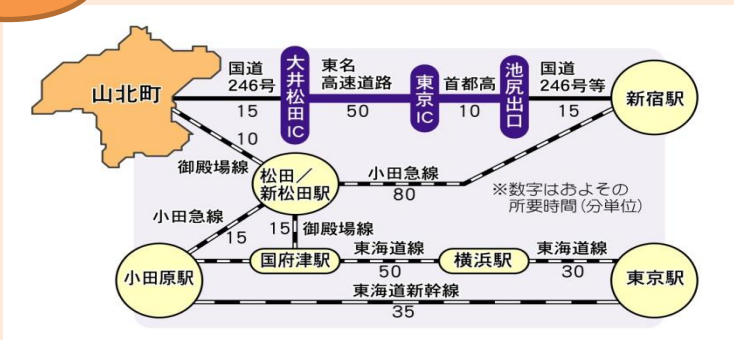 山北町
国道
246号
15
大井松田IC
東名
高速道路
50
東京IC
首都高
10
池尻出口
国道
246号等
15
新宿駅
10
御殿場線
松田／
新松田駅
小田急線
80
※数字はおよその
所要時間(分単位)
小田急線
15
15
御殿場線
小田原駅
国府津駅
東海道線
50
横浜駅
東海道線
30
東京駅
東海道新幹線
35